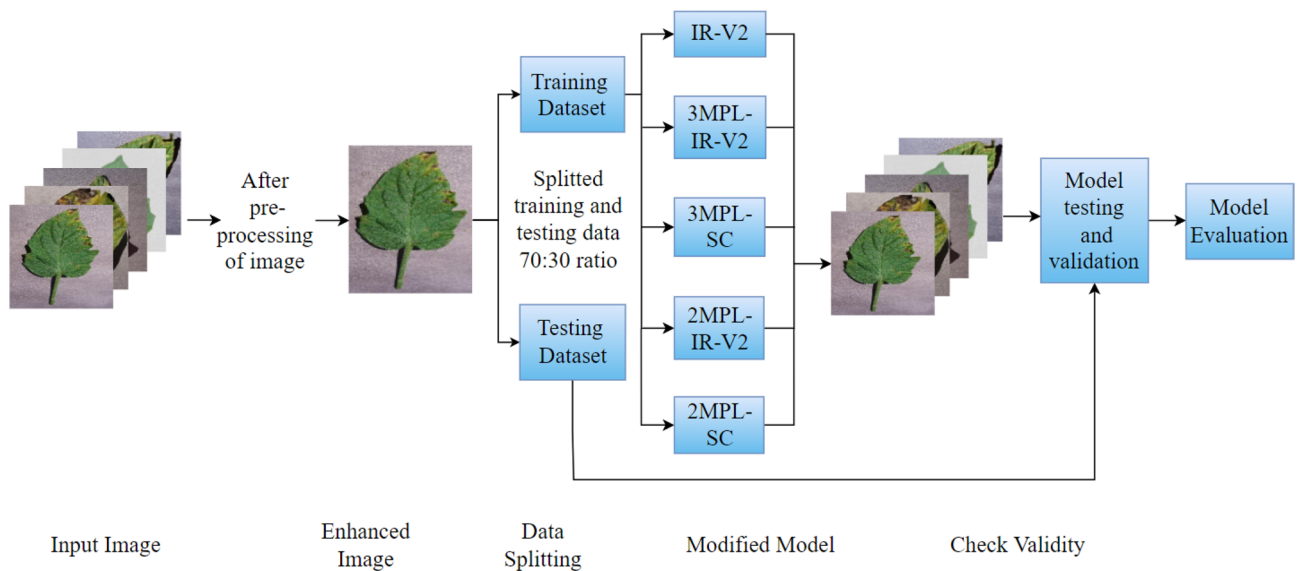 After
pre-
processing
of image
Training
Dataset
Splitted
training and
testing data
70:30 ratio
Testing
Dataset
IR-V2
3MPL-
IR-V2
3MPL-
SC
2MPL-
IR-V2
2MPL-
SC
Model
testing
and
validation
Model
Evaluation
Input Image
Enhanced
Image
Data
Splitting
Modified Model
Check Validity